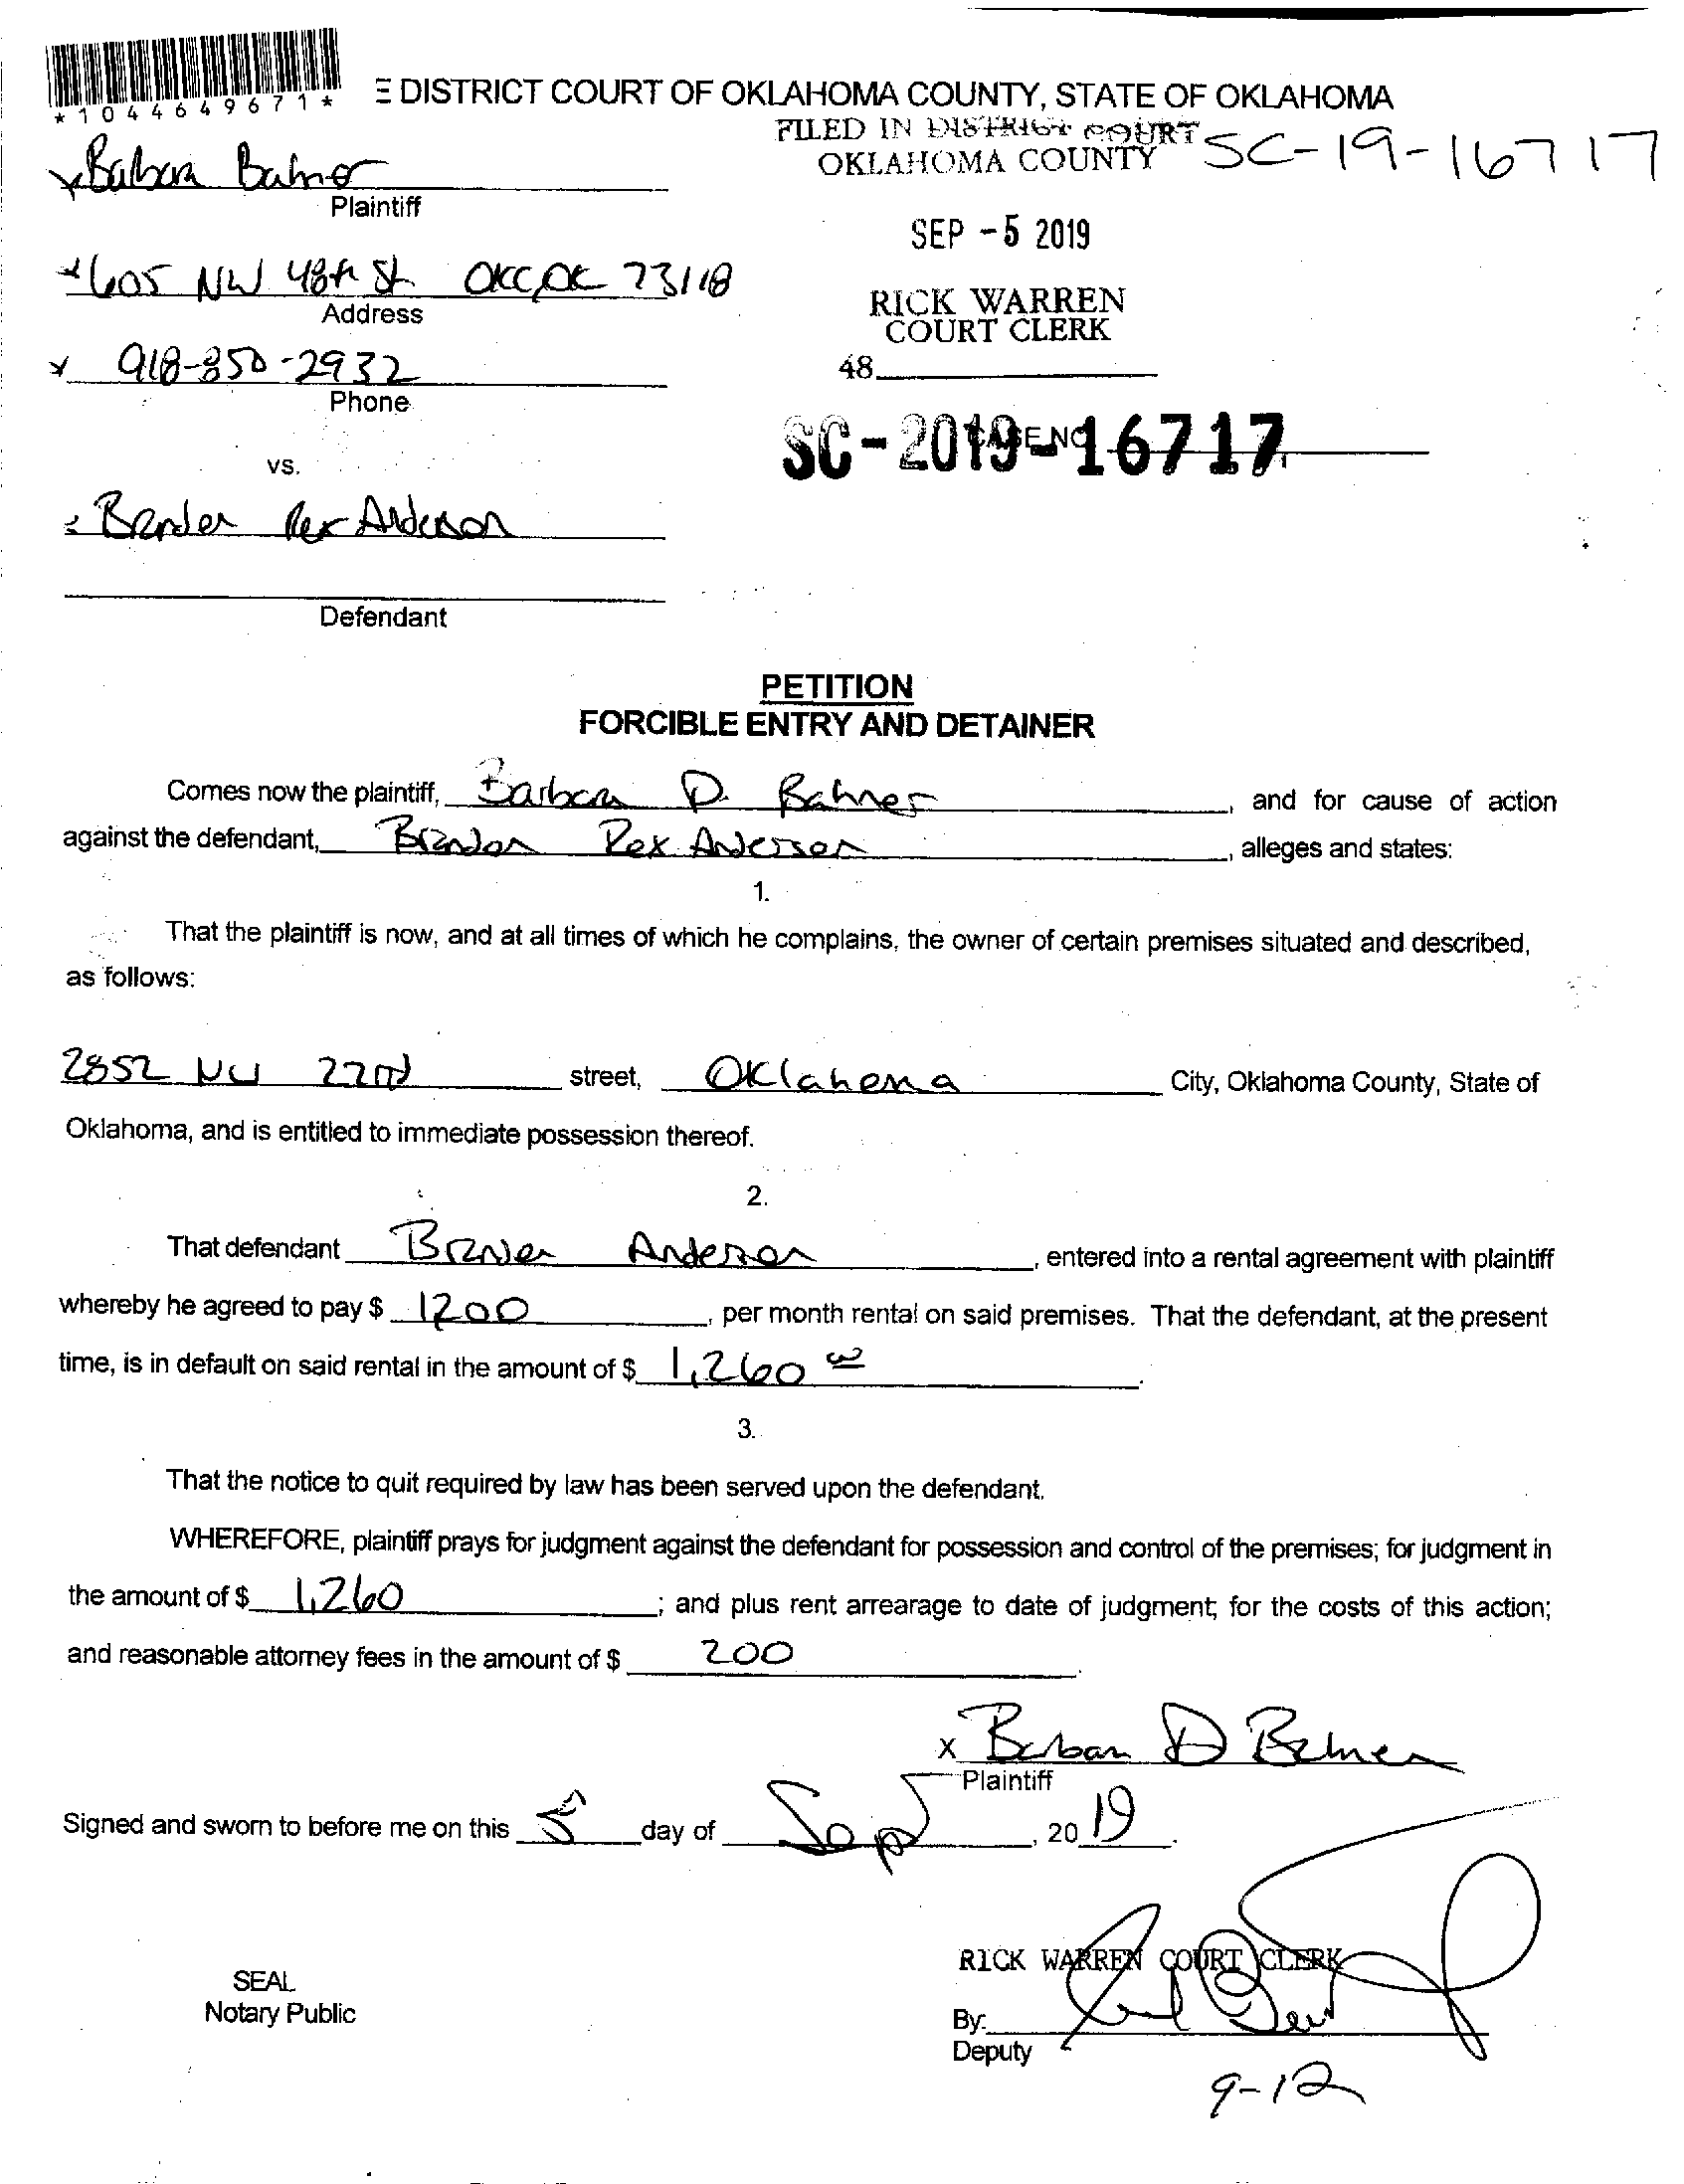 *1044649671*
E DISTRICT COURT OF OKLAHOMA COUNTY, STATE OF OKLAHOMA
FILED IN DISTRICT COURT
OKLAHOMA COUNTY
SC-19-16717
x Barbara Bahner
Plaintiff
SEP -5 2019
x 605 NW 48th St OKC, OK 73118
Address
RICK WARREN
COURT CLERK
x 918-850-2932
Phone
48
SC-2019-16717
CASE NO.
vs.
Brandon Rex Anderson
Defendant
PETITION
FORCIBLE ENTRY AND DETAINER
Comes now the plaintiff, Barbara D. Bahner, and for cause of action
against the defendant, Brandon Rex Anderson, alleges and states:
1.
That the plaintiff is now, and at all times of which he complains, the owner of certain premises situated and described,
as follows:
2852 NW 22nd street, Oklahoma City, Oklahoma County, State of
Oklahoma, and is entitled to immediate possession thereof.
2.
That defendant Brandon Anderson, entered into a rental agreement with plaintiff
whereby he agreed to pay $ 1200, per month rental on said premises. That the defendant, at the present
time, is in default on said rental in the amount of $ 1,260 00.
3.
That the notice to quit required by law has been served upon the defendant.
WHEREFORE, plaintiff prays for judgment against the defendant for possession and control of the premises; for judgment in
the amount of $ 1,260; and plus rent arrearage to date of judgment; for the costs of this action;
and reasonable attorney fees in the amount of $ 200.
x Barbara D Bahner
Plaintiff
Signed and sworn to before me on this 5 day of Sept, 2019.
RICK WARREN COURT CLERK
SEAL
Notary Public
By:
Deputy
9-12